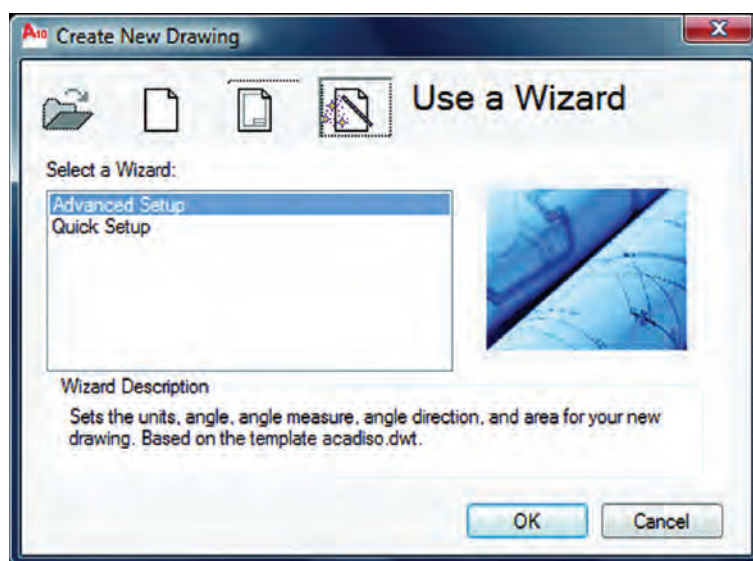 A10 Create New Drawing
Use a Wizard
Select a Wizard:
Advanced Setup
Quick Setup
Wizard Description
Sets the units, angle, angle measure, angle direction, and area for your new
drawing. Based on the template acadiso.dwt.
OK Cancel